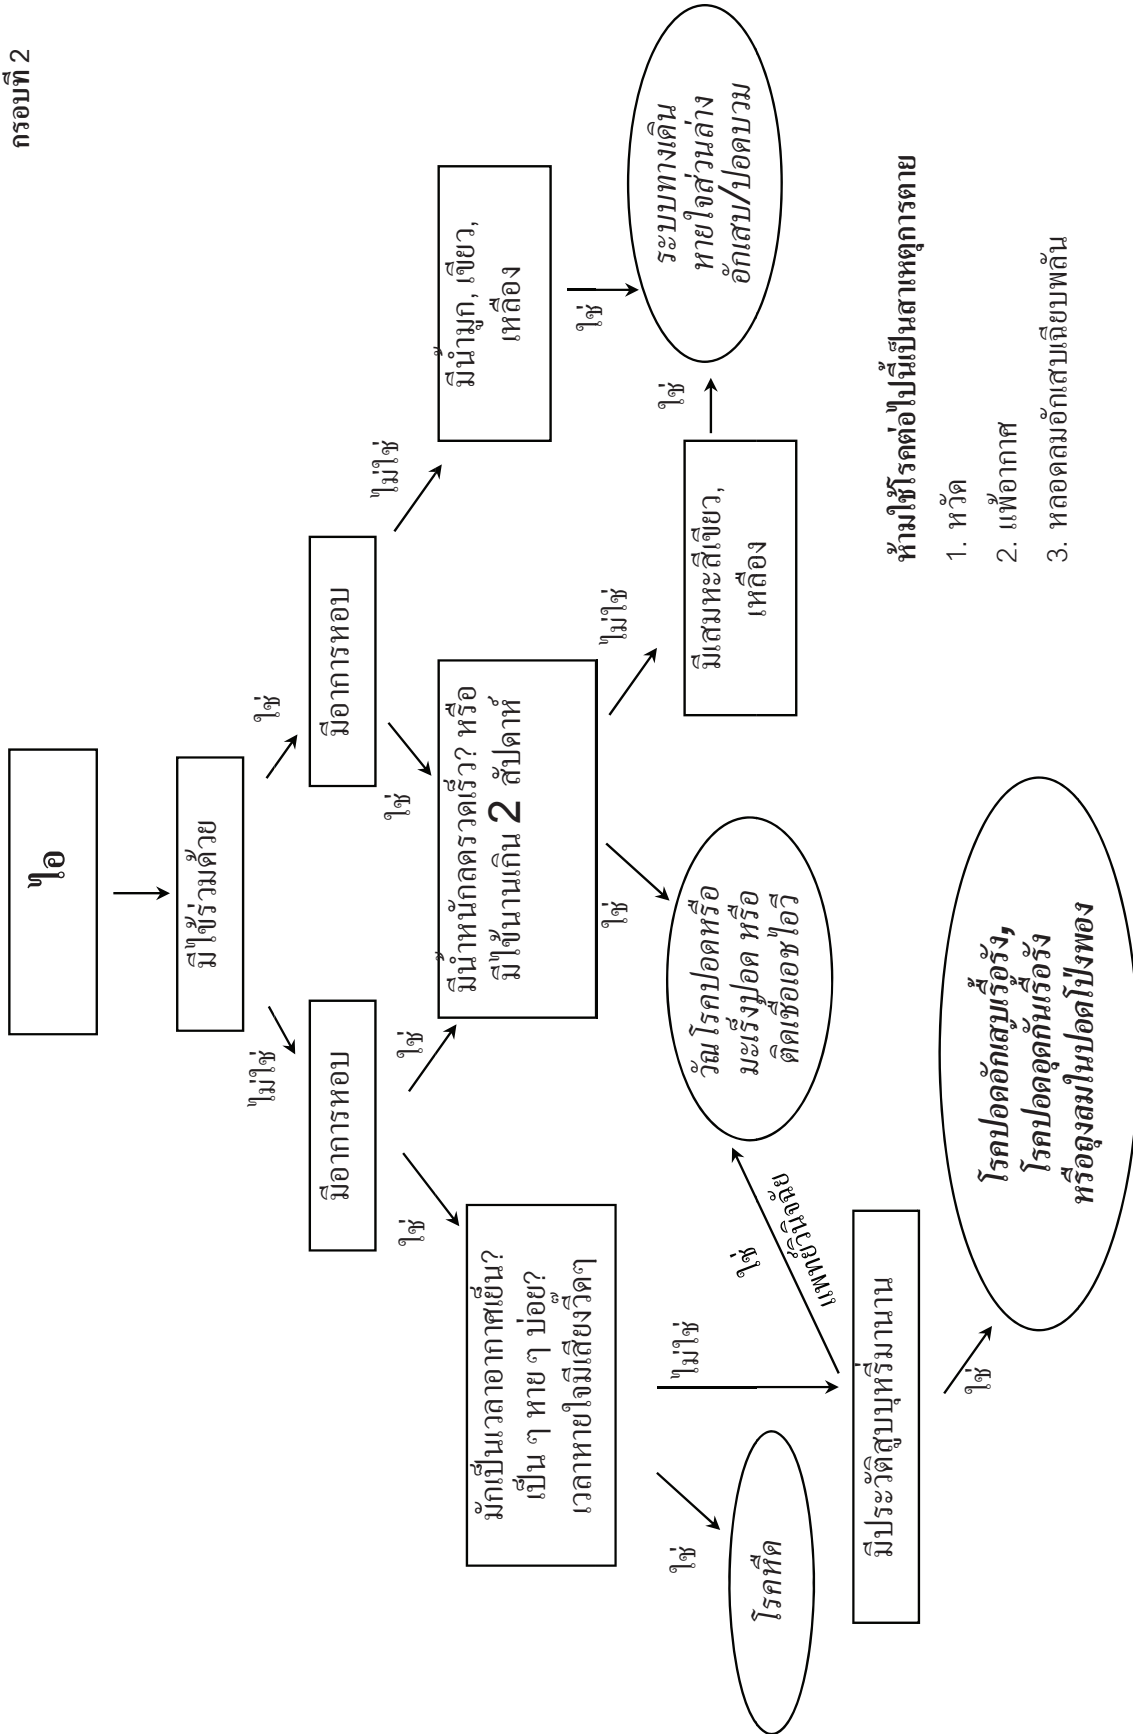 กรอบที่ 2
ไอ
มีไข้ร่วมด้วย
ไม่ใช่
ใช่
มีอาการหอบ
มีอาการหอบ
ใช่
ใช่
ใช่
ไม่ใช่
มักเป็นเวลาอากาศเย็น?
เป็น ๆ หาย ๆ บ่อย?
เวลาหายใจมีเสียงวี๊ดๆ
มีน้ำหนักลดรวดเร็ว? หรือ
มีไข้นานเกิน 2 สัปดาห์
มีน้ำมูก, เขียว,
เหลือง
ใช่
ไม่ใช่
ใช่
ไม่ใช่
ใช่
โรคหืด
วัณโรคปอดหรือ
มะเร็งปอด หรือ
ติดเชื้อเอชไอวี
มีเสมหะสีเขียว,
เหลือง
ใช่
ระบบทางเดิน
หายใจส่วนล่าง
อักเสบ/ปอดบวม
ใช่
แพทย์วินิจฉัย
มีประวัติสูบบุหรี่มานาน
ใช่
โรคปอดอักเสบเรื้อรัง,
โรคปอดอุดกั้นเรื้อรัง
หรือถุงลมในปอดโป่งพอง
ห้ามใช้โรคต่อไปนี้เป็นสาเหตุการตาย
1. หวัด
2. แพ้อากาศ
3. หลอดลมอักเสบเฉียบพลัน